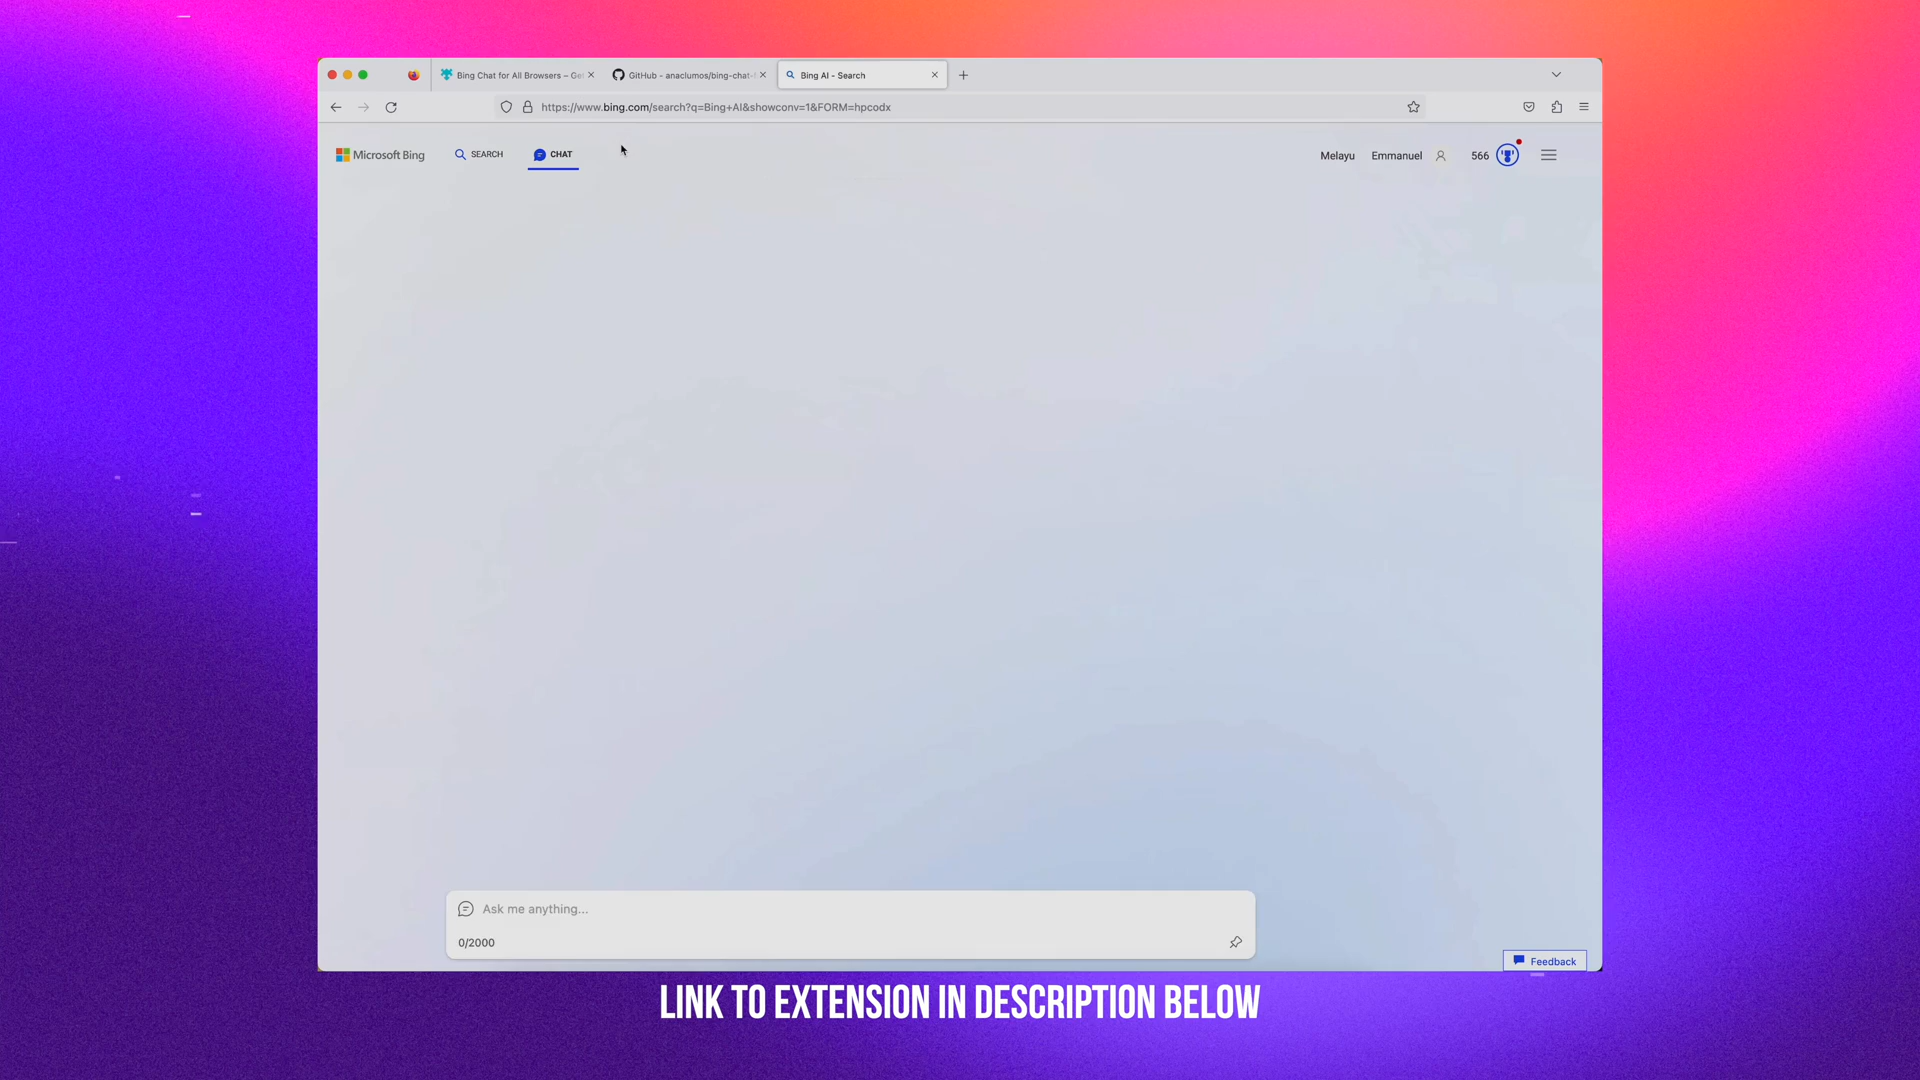 Bing Chat for All Browsers – Ge
GitHub - anaclumos/bing-chat-
Bing AI - Search
https://www.bing.com/search?q=Bing+AI&showconv=1&FORM=hpcodx
Microsoft Bing
SEARCH
CHAT
Melayu
Emmanuel
566
Ask me anything...
0/2000
Feedback
LINK TO EXTENSION IN DESCRIPTION BELOW